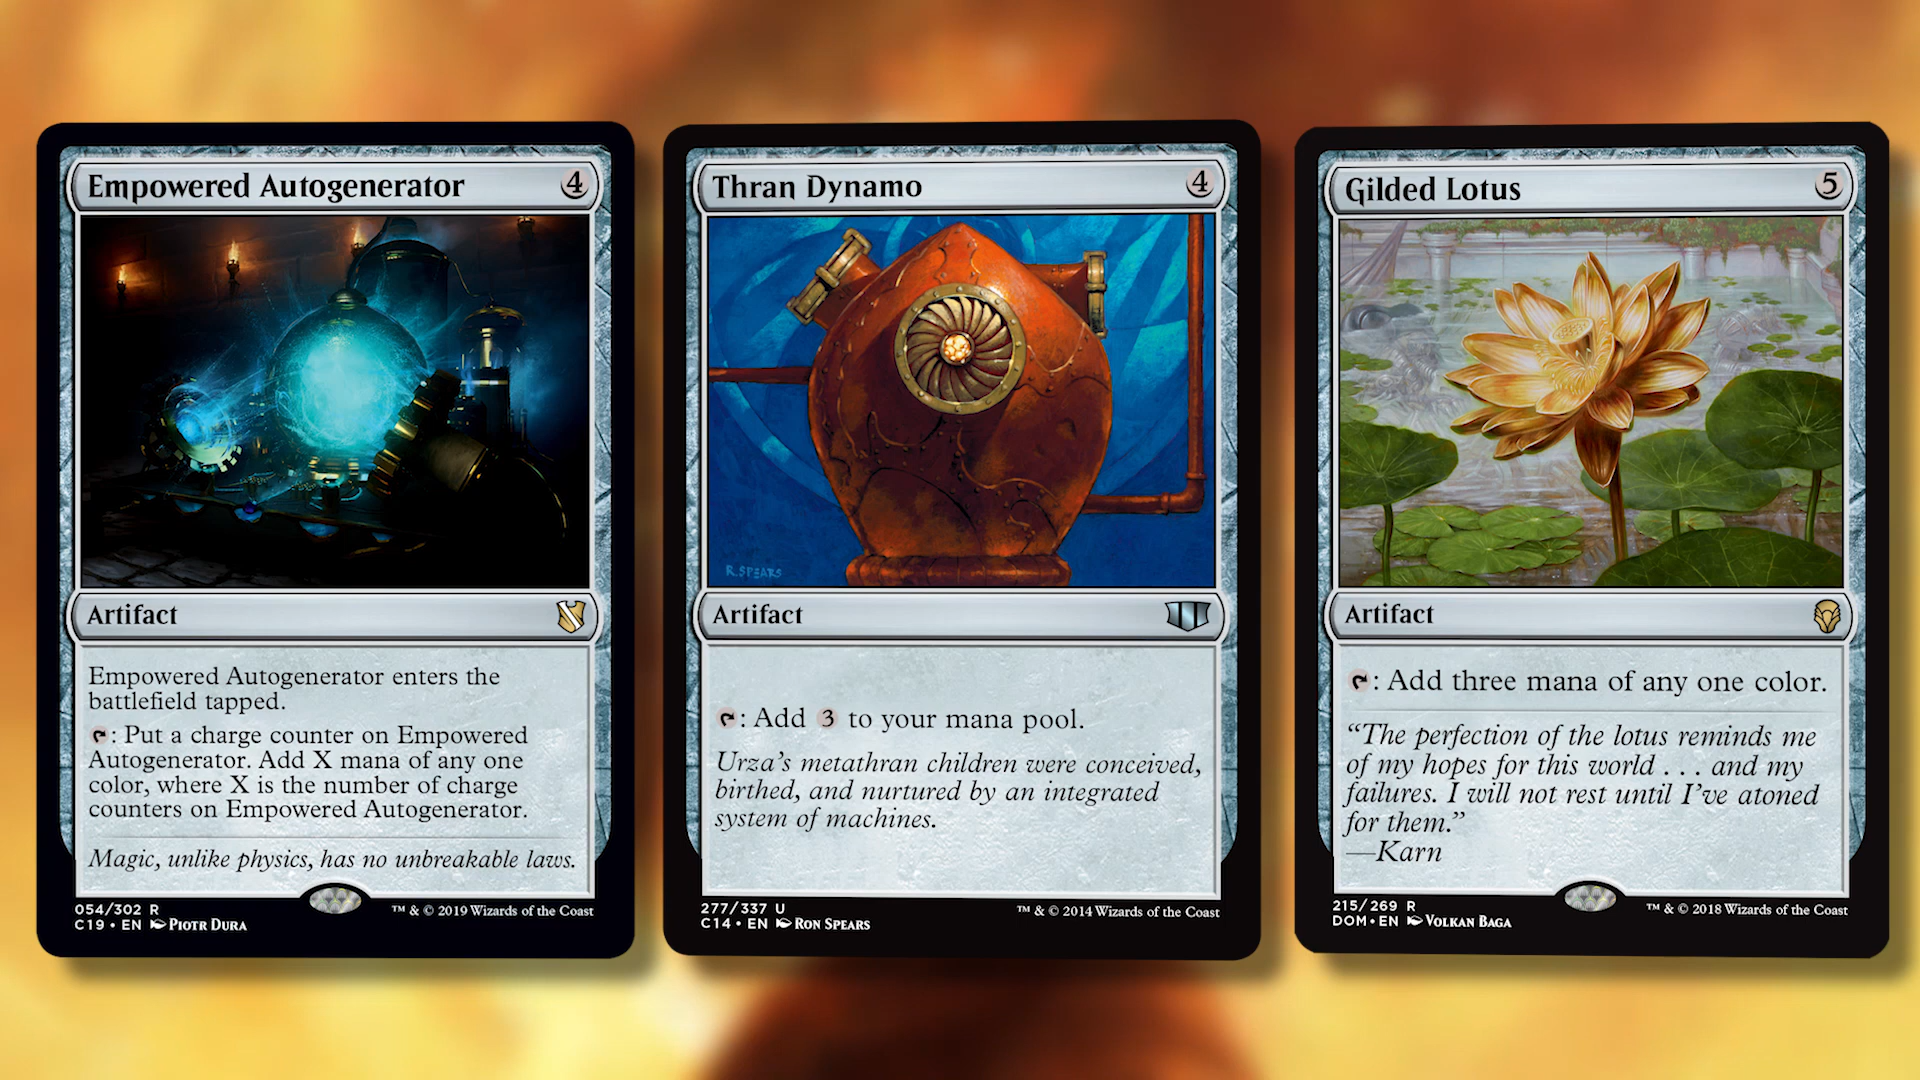 Empowered Autogenerator 4
Artifact
Empowered Autogenerator enters the
battlefield tapped.
: Put a charge counter on Empowered
Autogenerator. Add X mana of any one
color, where X is the number of charge
counters on Empowered Autogenerator.
Magic, unlike physics, has no unbreakable laws.
054/302 R
C19 • EN Piotr Dura
™ & © 2019 Wizards of the Coast
Thran Dynamo 4
R. SPEARS
Artifact
: Add 3 to your mana pool.
Urza's metathran children were conceived,
birthed, and nurtured by an integrated
system of machines.
277/337 U
C14 • EN Ron Spears
™ & © 2014 Wizards of the Coast
Gilded Lotus 5
Artifact
: Add three mana of any one color.
“The perfection of the lotus reminds me
of my hopes for this world . . . and my
failures. I will not rest until I've atoned
for them.”
—Karn
215/269 R
DOM • EN Volkan Baga
™ & © 2018 Wizards of the Coast